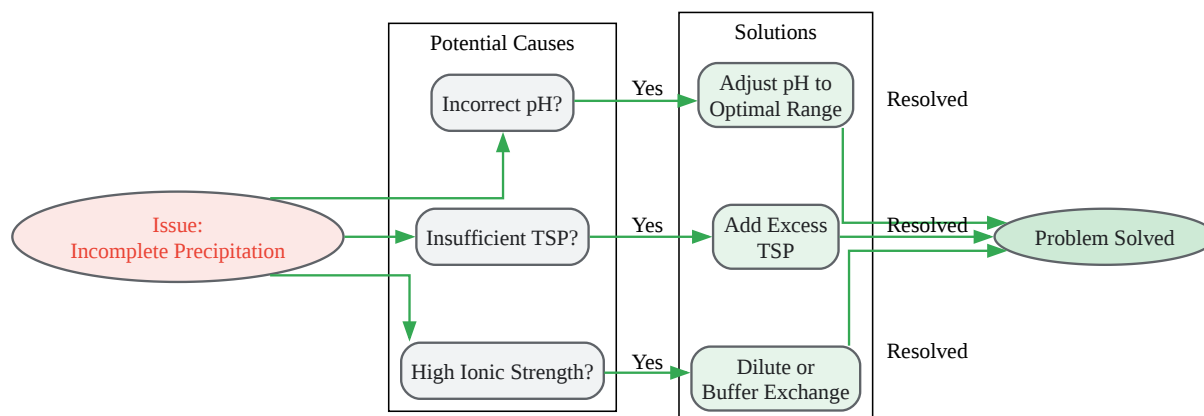 Potential Causes
Solutions
Incorrect pH?
Yes
Adjust pH to
Optimal Range
Resolved
Issue:
Incomplete Precipitation
Insufficient TSP?
Yes
Add Excess
TSP
Resolved
Problem Solved
High Ionic Strength?
Yes
Dilute or
Buffer Exchange
Resolved